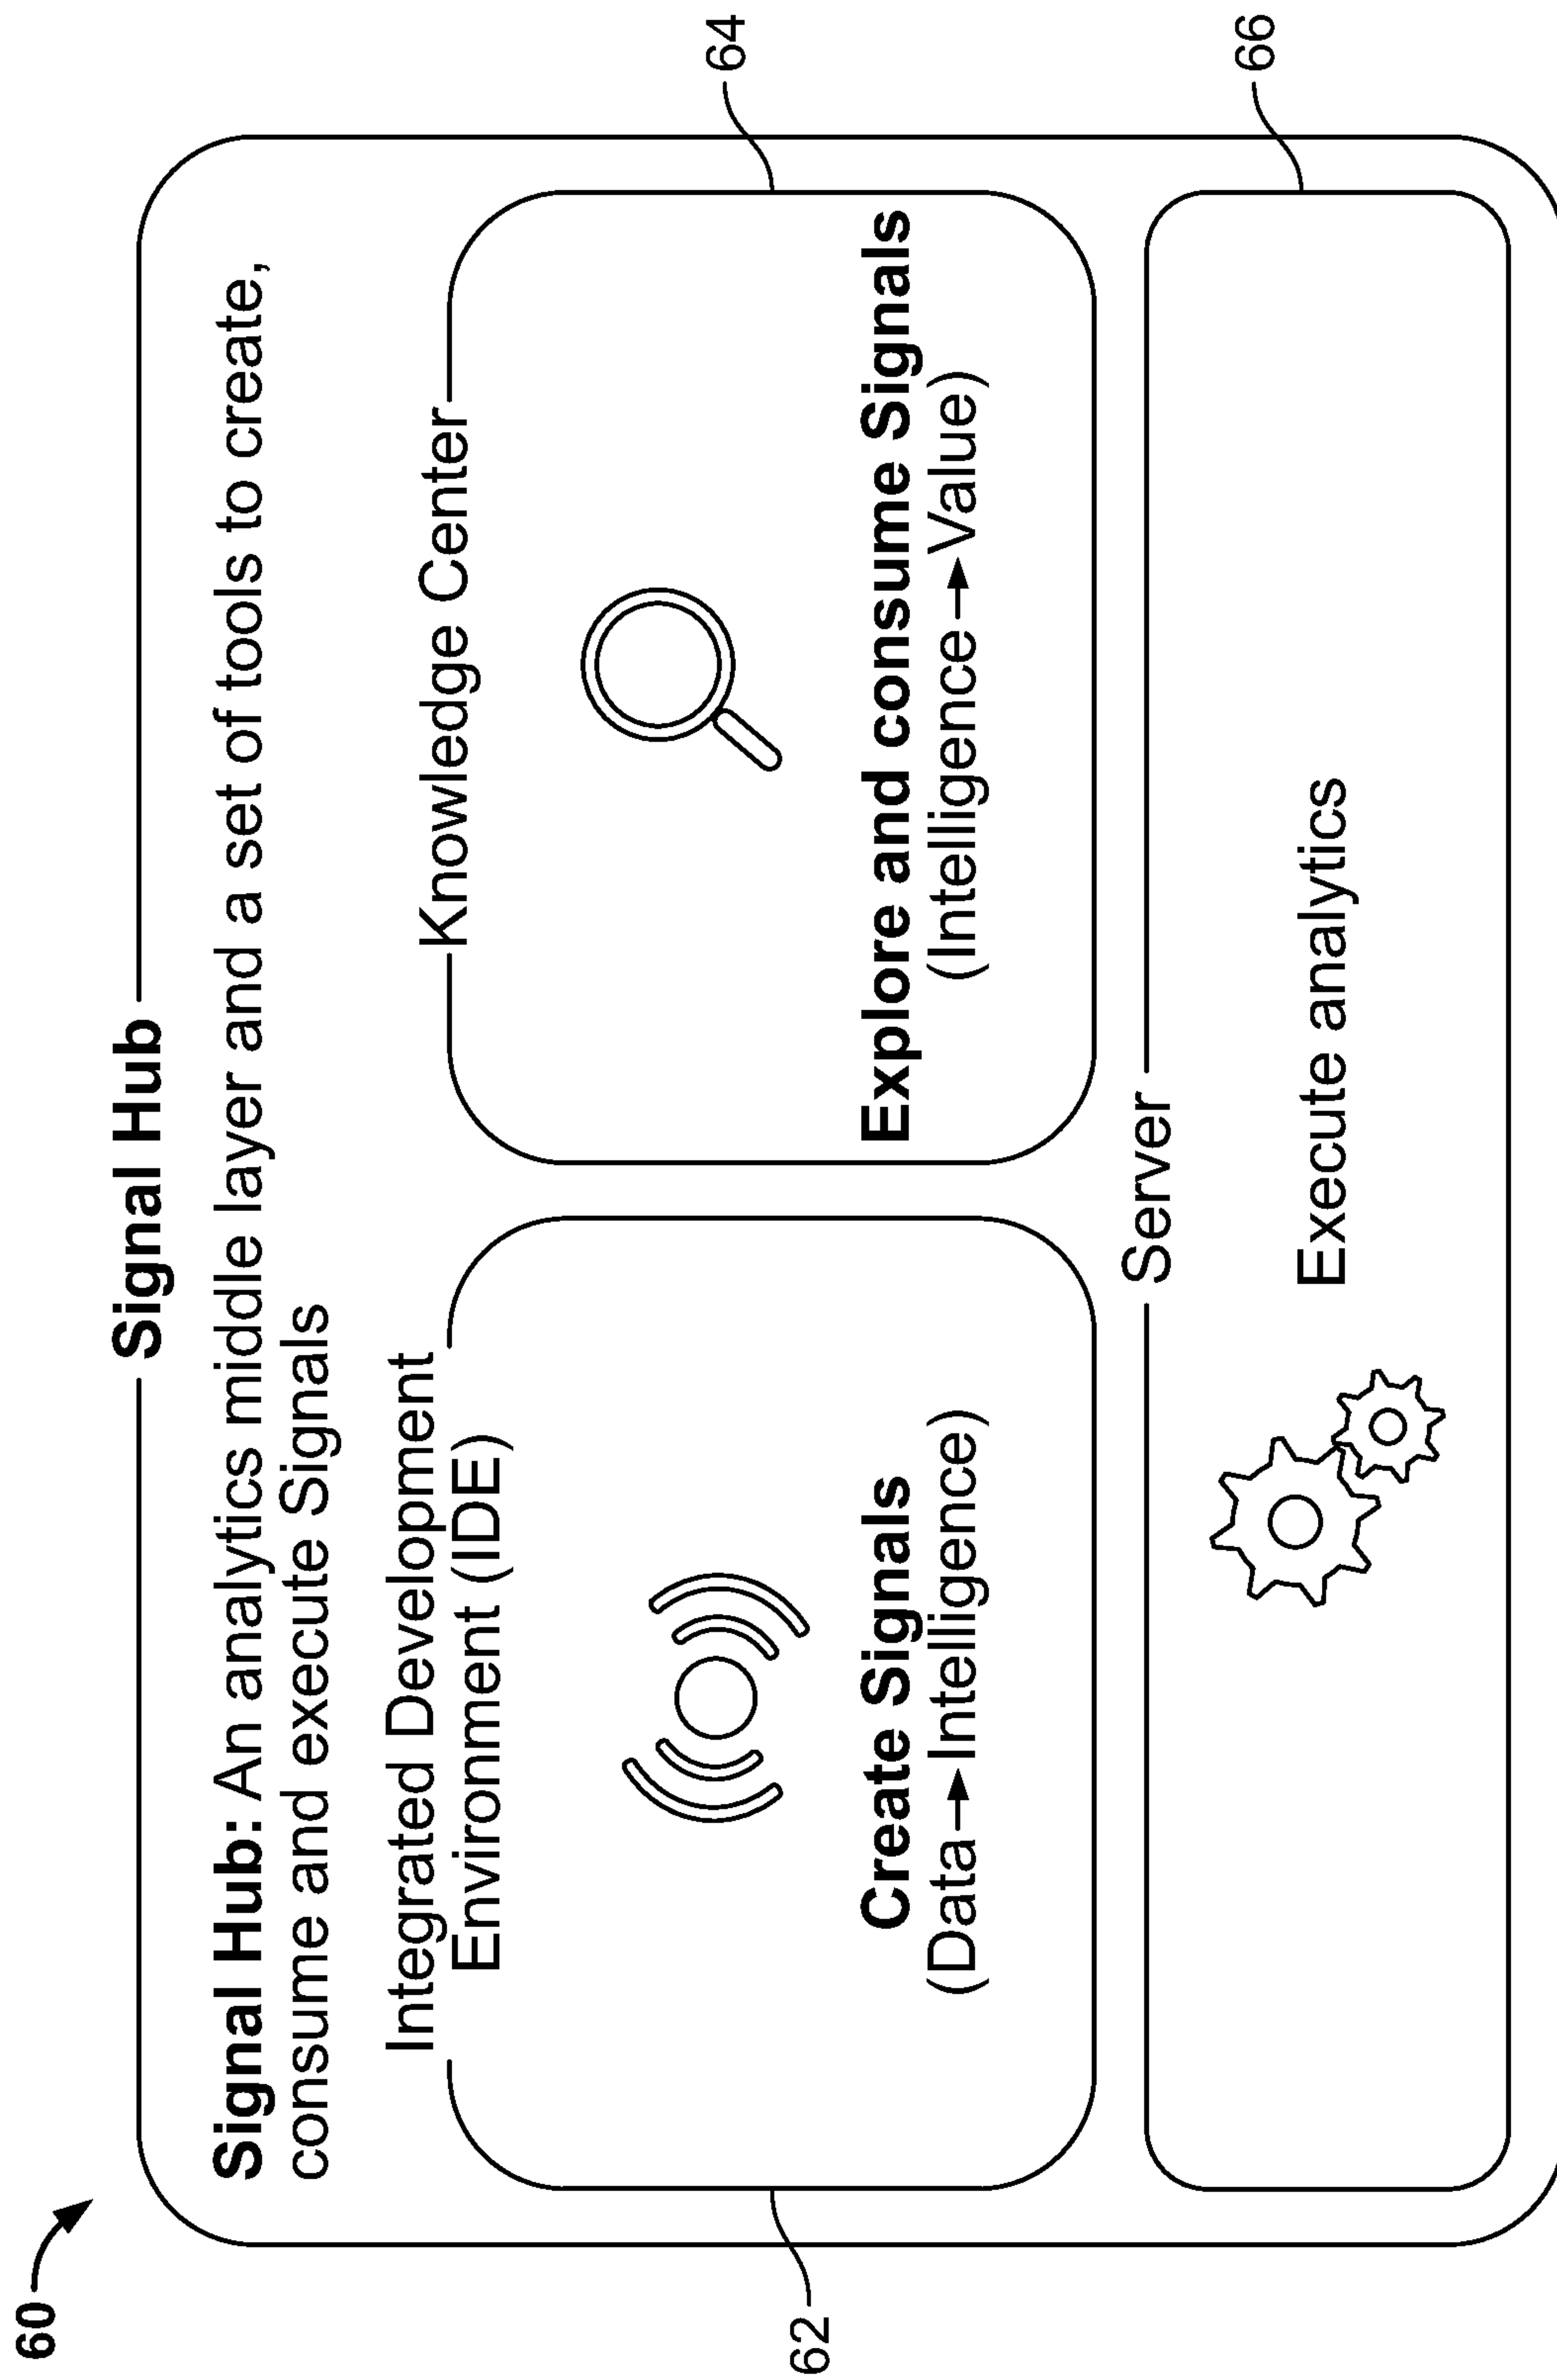 60
Signal Hub
Signal Hub: An analytics middle layer and a set of tools to create,
consume and execute Signals
Integrated Development
Environment (IDE)
Create Signals
(Data→Intelligence)
62
Knowledge Center
Explore and consume Signals
(Intelligence→Value)
64
Server
Execute analytics
66